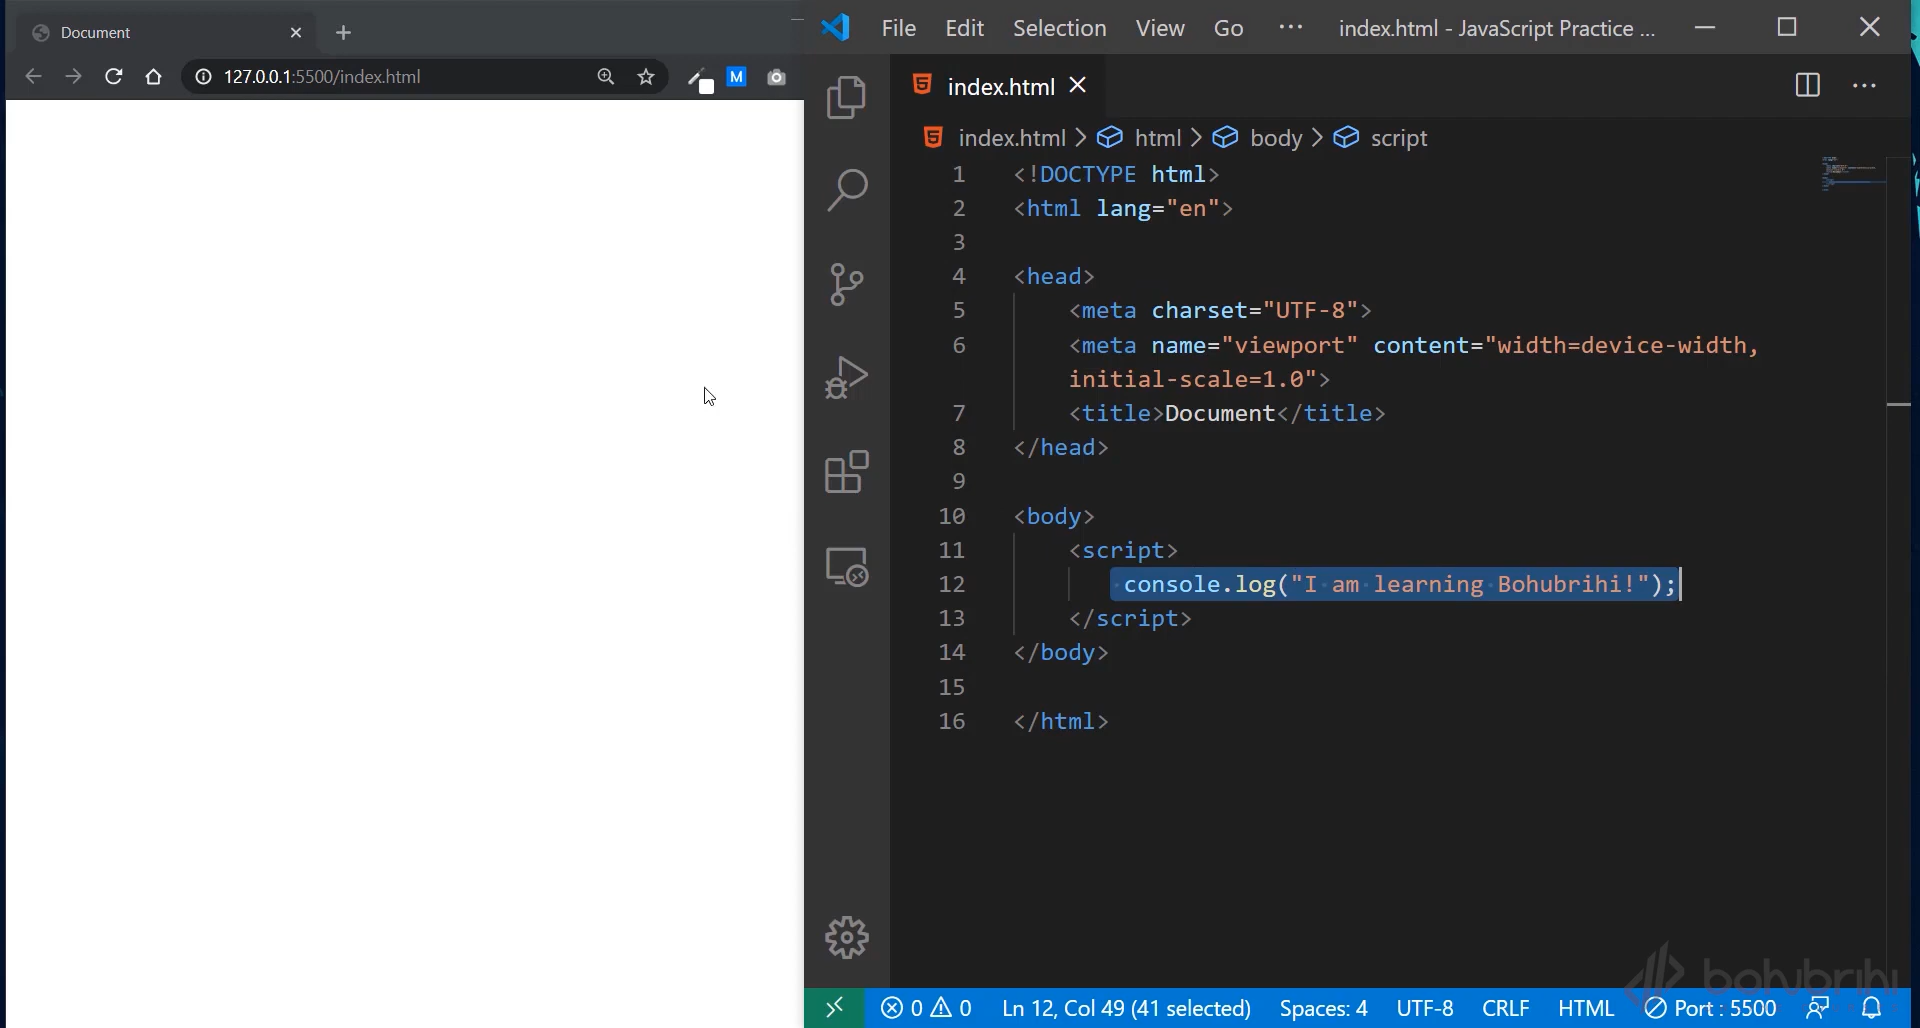 Document
127.0.0.1:5500/index.html
M
File Edit Selection View Go ··· index.html - JavaScript Practice ...
index.html
index.html > html > body > script
1 <!DOCTYPE html>
2 <html lang="en">
3
4 <head>
5 <meta charset="UTF-8">
6 <meta name="viewport" content="width=device-width,
initial-scale=1.0">
7 <title>Document</title>
8 </head>
9
10 <body>
11 <script>
12 console.log("I am learning Bohubrihi!");
13 </script>
14 </body>
15
16 </html>
bohubrihi
0 0 Ln 12, Col 49 (41 selected) Spaces: 4 UTF-8 CRLF HTML Port : 5500